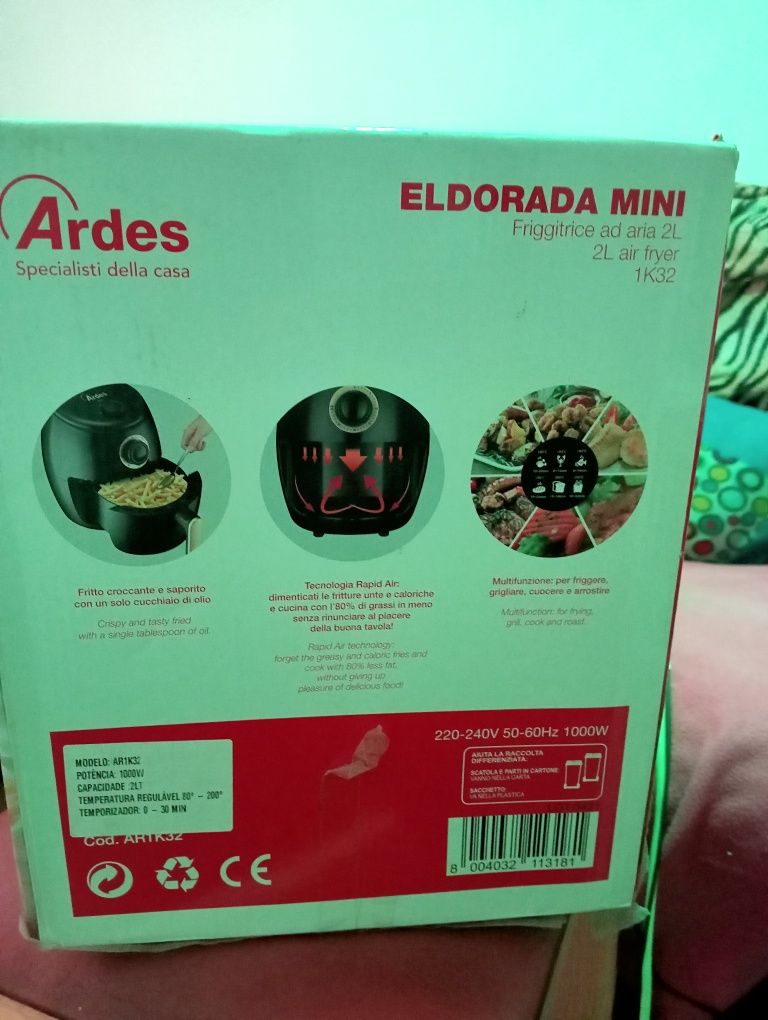 Ardes
Specialisti della casa
ELDORADA MINI
Friggitrice ad aria 2L
2L air fryer
1K32
Ardes
Fritto croccante e saporito
con un solo cucchiaio di olio
Crispy and tasty fried
with a single tablespoon of oil.
Tecnologia Rapid Air:
dimenticati le fritture unte e caloriche
e cucina con l'80% di grassi in meno
senza rinunciare al piacere
della buona tavola!
Rapid Air technology:
forget the greasy and caloric fries and
cook with 80% less fat,
without giving up
pleasure of delicious food!
Multifunzione: per friggere,
grigliare, cuocere e arrostire
Multifunction: for frying,
grill, cook and roast.
220-240V 50-60Hz 1000W
AIUTA LA RACCOLTA
DIFFERENZIATA:
SCATOLA E PARTI IN CARTONE:
VANNO NELLA CARTA
SACCHETTO:
VA NELLA PLASTICA
MODELO: AR1K32
POTÊNCIA: 1000W
CAPACIDADE :2LT
TEMPERATURA REGULÁVEL 80° – 200°
TEMPORIZADOR: 0 – 30 MIN
Cod. AR1K32
CE
8 004032 113181